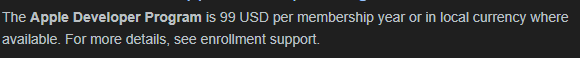 The Apple Developer Program is 99 USD per membership year or in local currency where
available. For more details, see enrollment support.